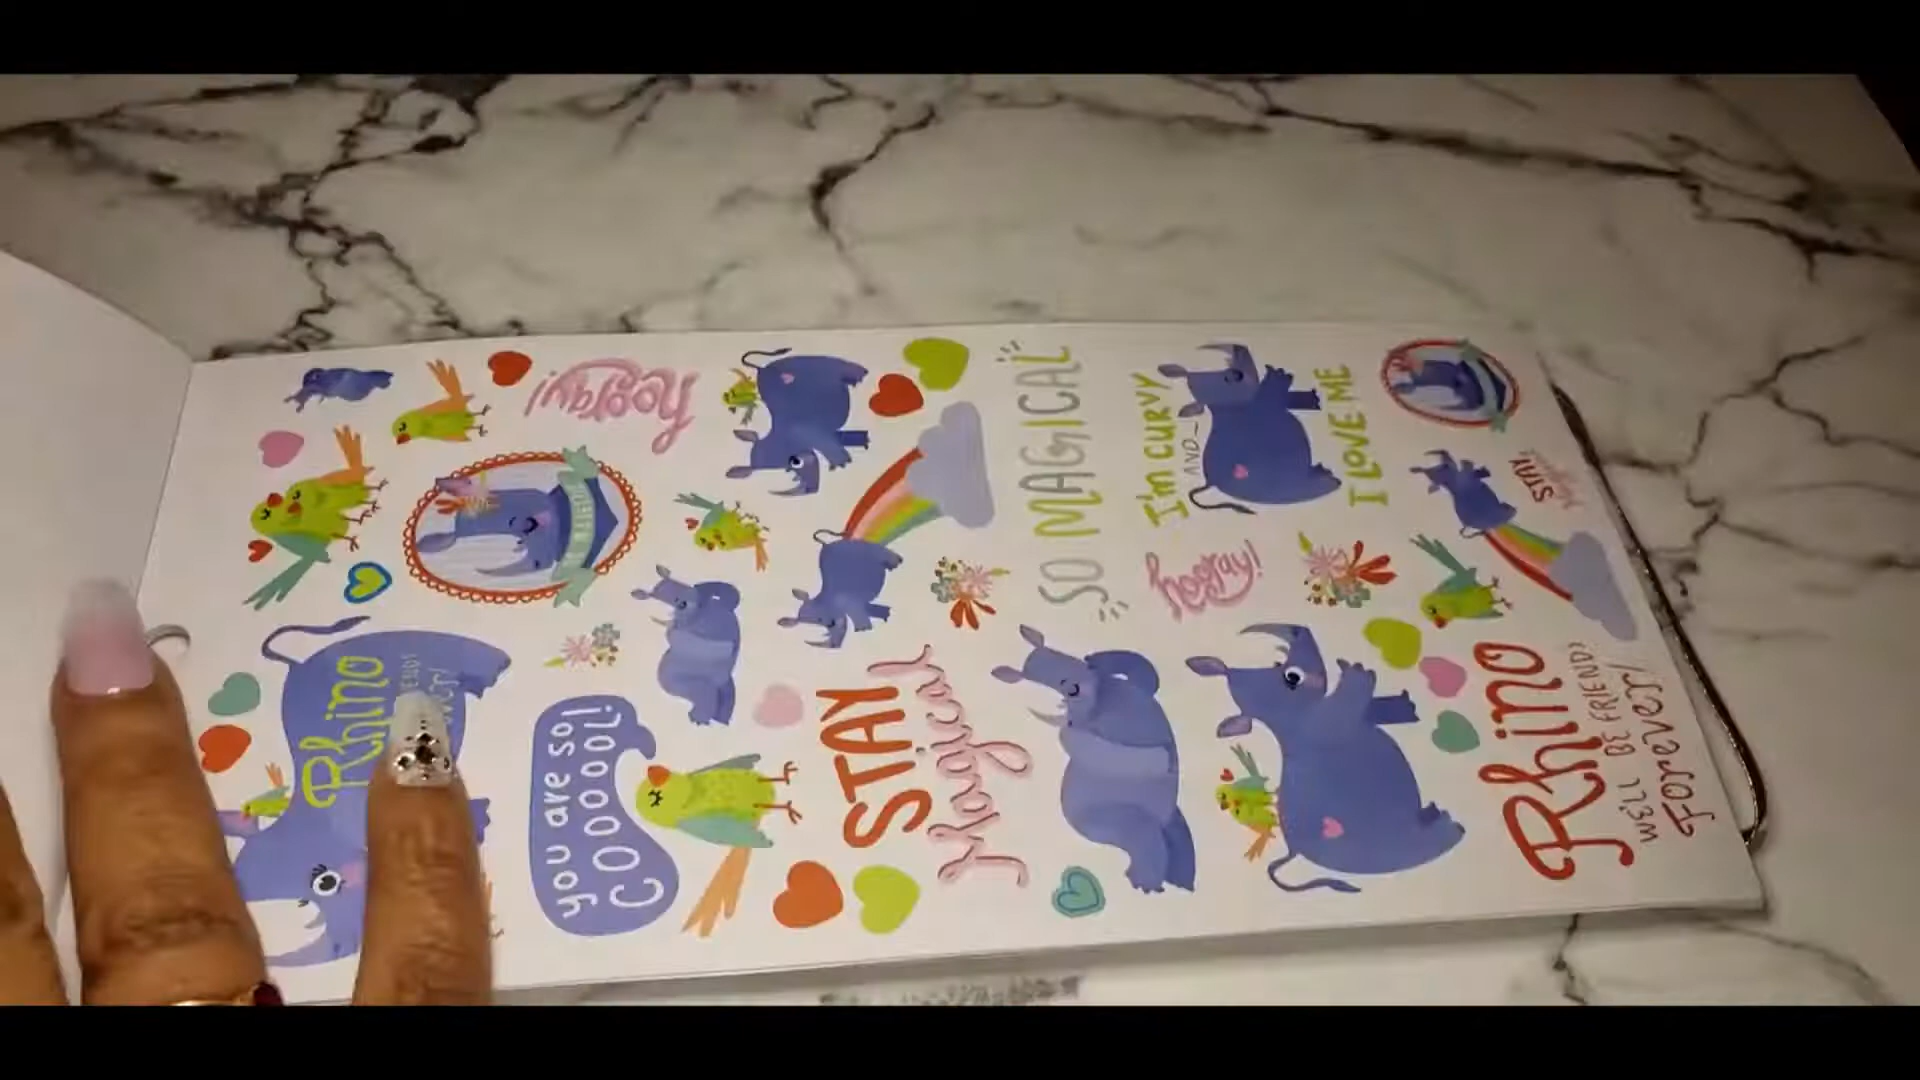 hooray!
SO MAGICAL
I'm CURVY
AND
I LOVE ME
STAY
hooray!
Rhino
you are so!
COOOOOOL!
STAY
Magical
Rhino
WE'LL BE FRIENDS
Forever!